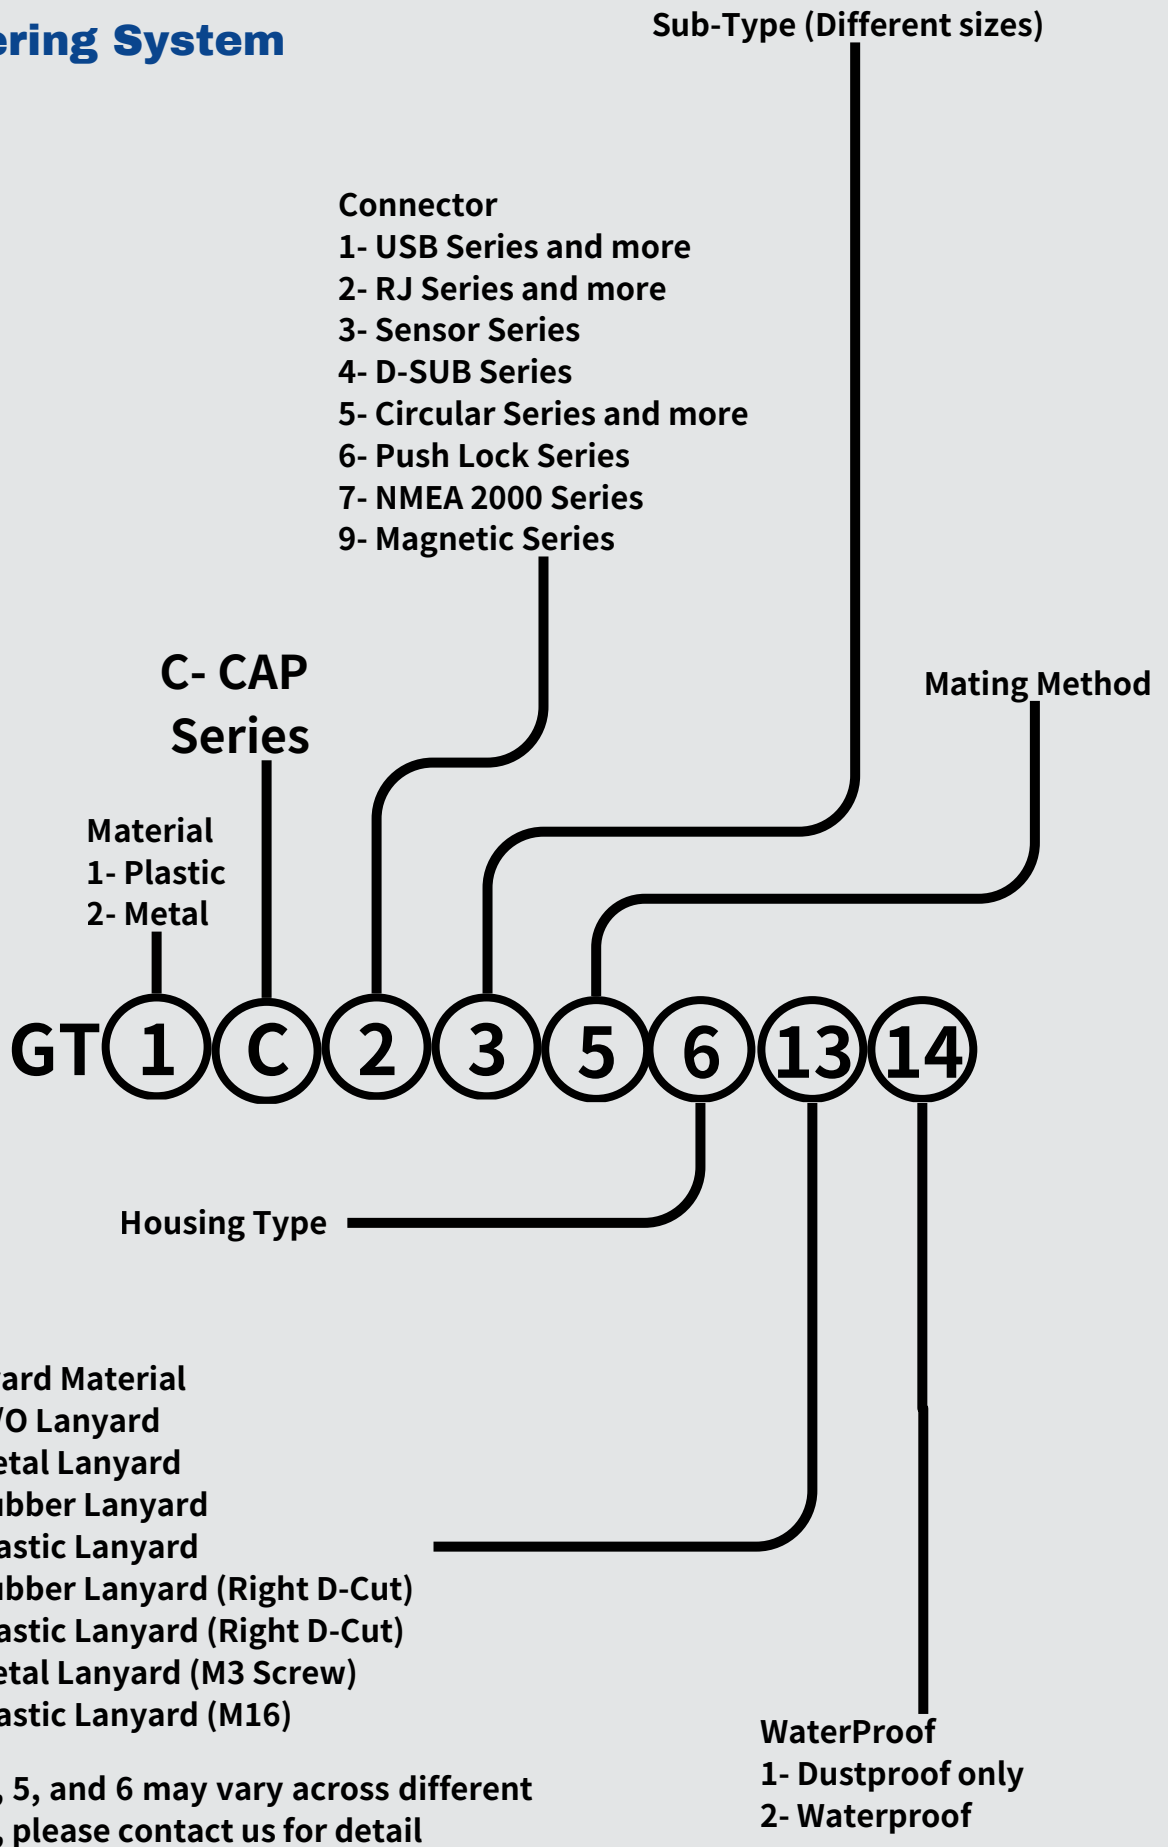 ering System
Sub-Type (Different sizes)
Connector
1- USB Series and more
2- RJ Series and more
3- Sensor Series
4- D-SUB Series
5- Circular Series and more
6- Push Lock Series
7- NMEA 2000 Series
9- Magnetic Series
C- CAP
Series
Mating Method
Material
1- Plastic
2- Metal
GT 1 C 2 3 5 6 13 14
Housing Type
ard Material
/O Lanyard
etal Lanyard
ubber Lanyard
astic Lanyard
ubber Lanyard (Right D-Cut)
astic Lanyard (Right D-Cut)
etal Lanyard (M3 Screw)
astic Lanyard (M16)
WaterProof
1- Dustproof only
2- Waterproof
, 5, and 6 may vary across different
, please contact us for detail